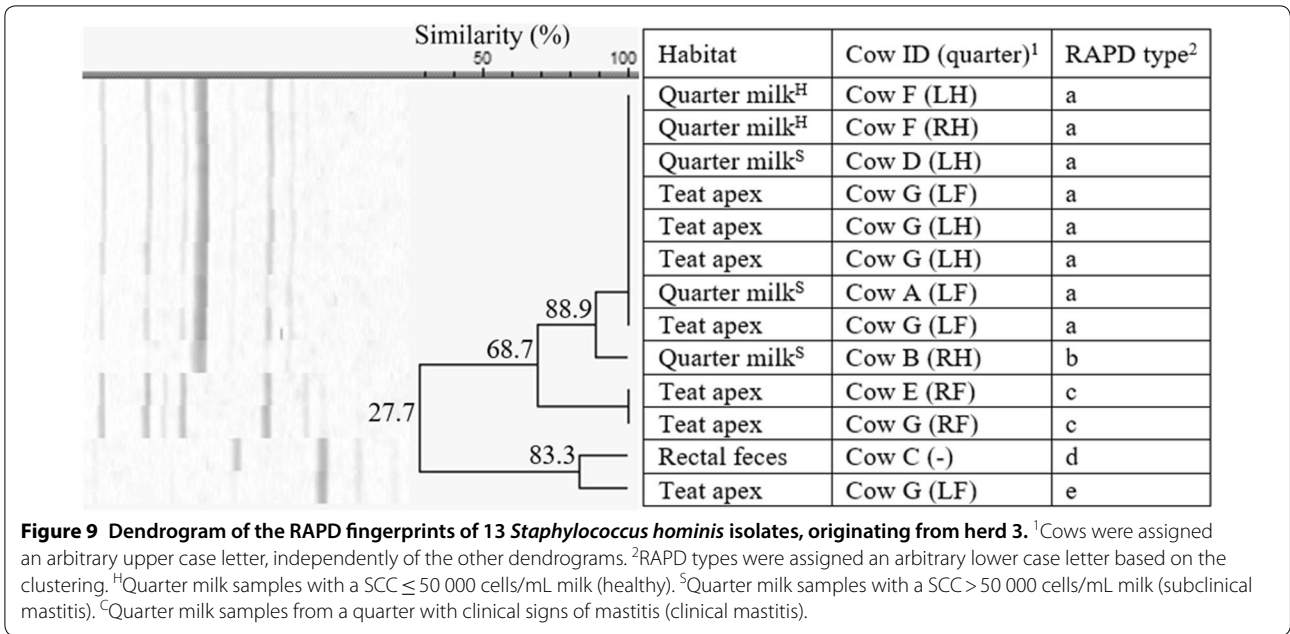 Similarity (%)
50 100
Habitat Cow ID (quarter)¹ RAPD type²
Quarter milkᴴ Cow F (LH) a
Quarter milkᴴ Cow F (RH) a
Quarter milkˢ Cow D (LH) a
Teat apex Cow G (LF) a
Teat apex Cow G (LH) a
Teat apex Cow G (LH) a
Quarter milkˢ Cow A (LF) a
Teat apex Cow G (LF) a
Quarter milkˢ Cow B (RH) b
Teat apex Cow E (RF) c
Teat apex Cow G (RF) c
Rectal feces Cow C (-) d
Teat apex Cow G (LF) e
88.9
68.7
27.7
83.3
Figure 9 Dendrogram of the RAPD fingerprints of 13 Staphylococcus hominis isolates, originating from herd 3. ¹Cows were assigned
an arbitrary upper case letter, independently of the other dendrograms. ²RAPD types were assigned an arbitrary lower case letter based on the
clustering. ᴴQuarter milk samples with a SCC ≤ 50 000 cells/mL milk (healthy). ˢQuarter milk samples with a SCC > 50 000 cells/mL milk (subclinical
mastitis). ᶜQuarter milk samples from a quarter with clinical signs of mastitis (clinical mastitis).